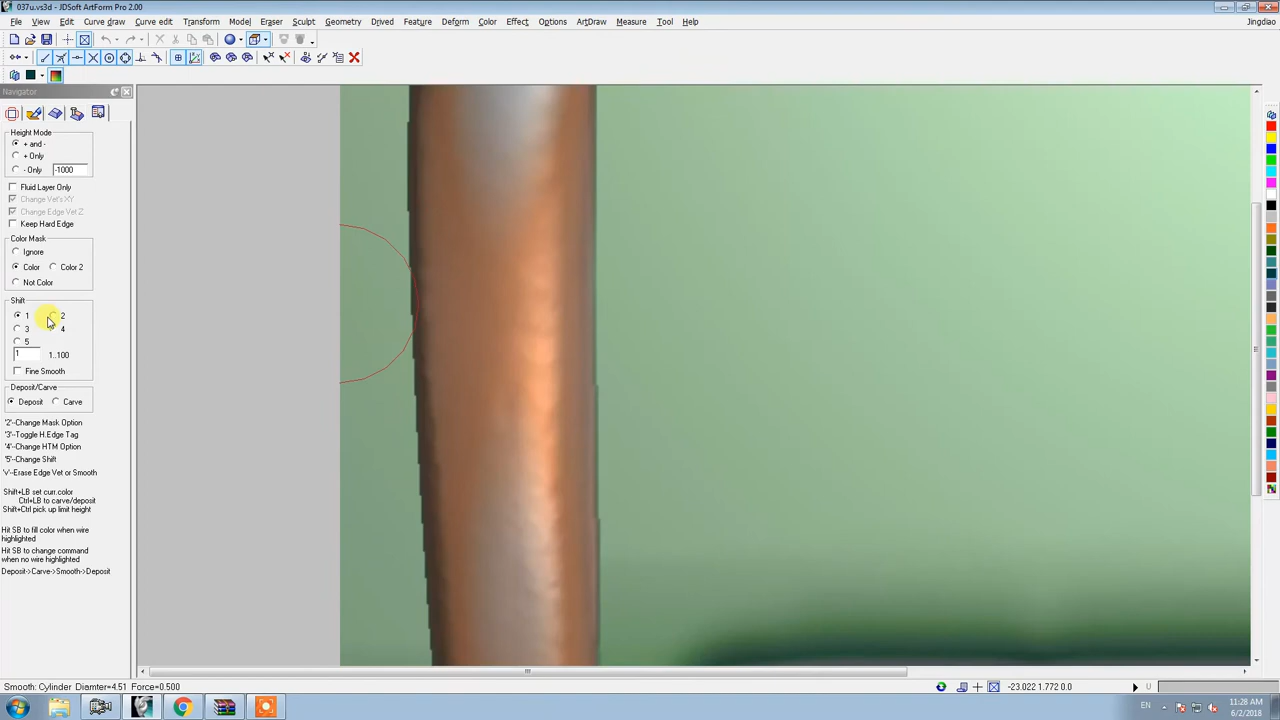 037u.vs3d - JDSoft ArtForm Pro 2.00
File Edit View Curve draw Curve edit Transform Model Eraser Sculpt Geometry Drived Feature Deform Color Effect Options ArtDraw Measure Tool Help Jingdiao
Navigator
Height Mode
+ and -
+ Only
- Only -1000
Fluid Layer Only
Change Vet's XY
Change Edge Vet Z
Keep Hard Edge
Color Mask
Ignore
Color Color 2
Not Color
Shift
1 2
3 4
5
1 1..100
Fine Smooth
Deposit/Carve
Deposit Carve
'2'--Change Mask Option
'3'--Toggle H.Edge Tag
'4'--Change HTM Option
'5'--Change Shift
'v'--Erase Edge Vet or Smooth
Shift+LB set curr.color
Ctrl+LB to carve/deposit
Shift+Ctrl pick up limit height
Hit SB to fill color when wire
highlighted
Hit SB to change command
when no wire highlighted
Deposit->Carve->Smooth->Deposit
Smooth: Cylinder Diamter=4.51 Force=0.500
-23.022 1.772 0.0
U
EN
11:28 AM
6/2/2018